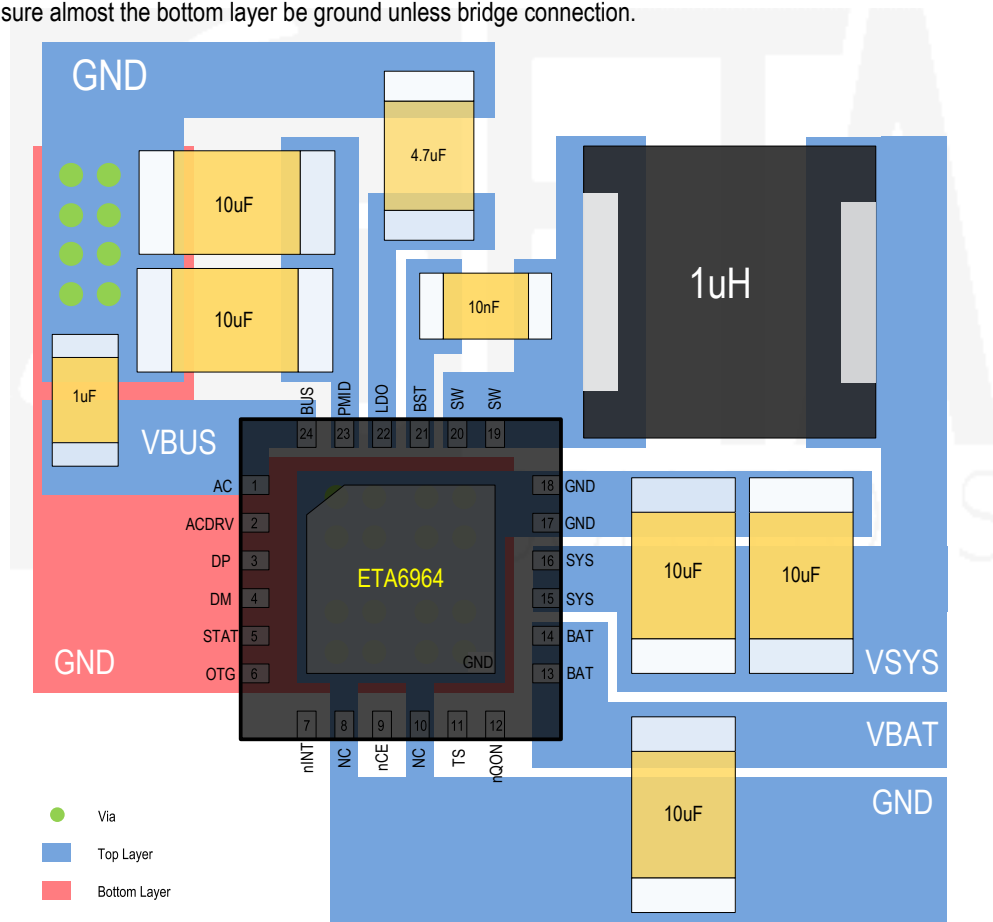 sure almost the bottom layer be ground unless bridge connection.
GND
4.7uF
10uF
1uH
10nF
10uF
1uF
BUS
PMID
LDO
BST
SW
SW
VBUS
24
23
22
21
20
19
AC
1
18
GND
ACDRV
2
17
GND
DP
3
16
SYS
ETA6964
10uF
10uF
DM
4
15
SYS
STAT
5
14
BAT
GND
OTG
6
GND
13
BAT
VSYS
7
8
9
10
11
12
nINT
NC
nCE
NC
TS
nQON
VBAT
GND
10uF
Via
Top Layer
Bottom Layer